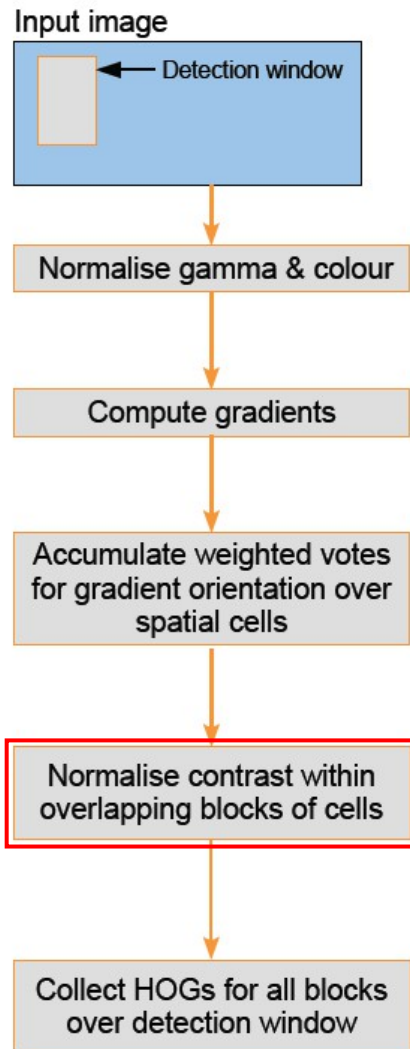 Input image
Detection window
Normalise gamma & colour
Compute gradients
Accumulate weighted votes
for gradient orientation over
spatial cells
Normalise contrast within
overlapping blocks of cells
Collect HOGs for all blocks
over detection window